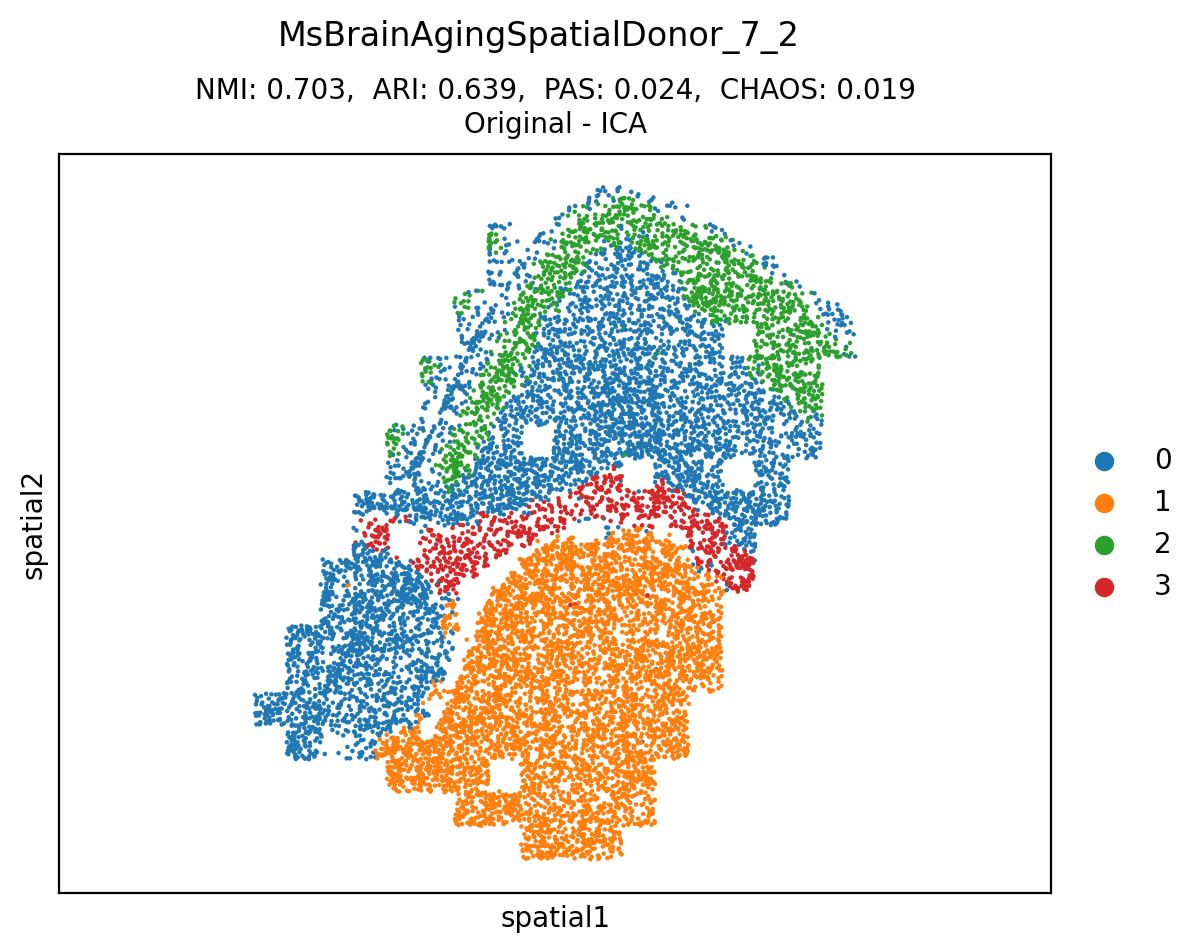 MsBrainAgingSpatialDonor_7_2
NMI: 0.703,  ARI: 0.639,  PAS: 0.024,  CHAOS: 0.019
Original - ICA
spatial2
0
1
2
3
spatial1